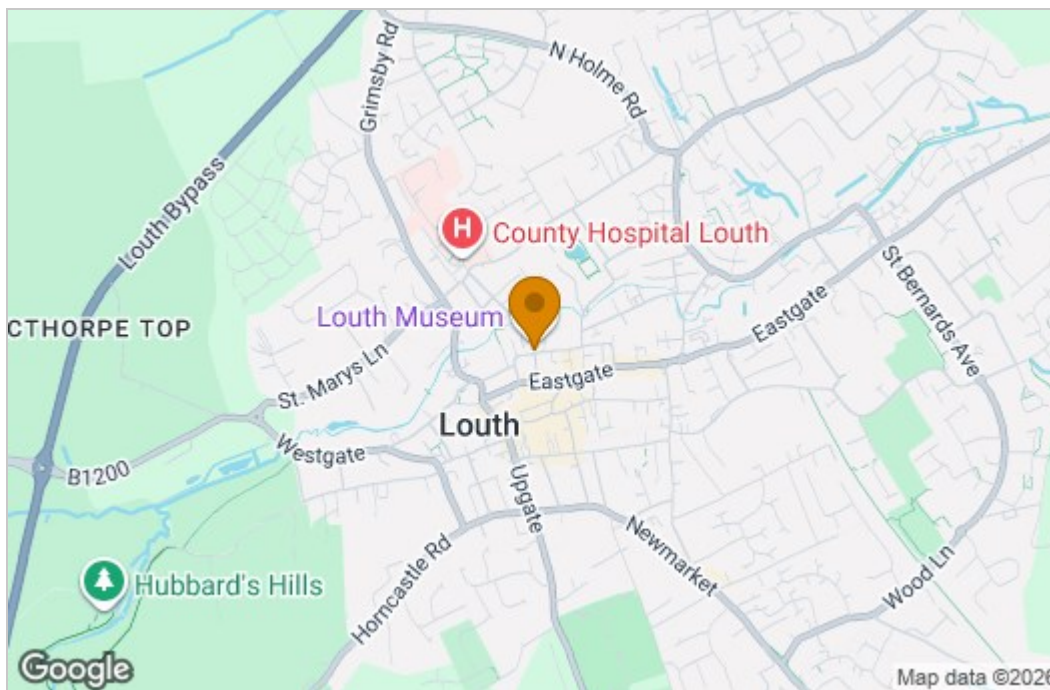 Grimsby Rd
N Holme Rd
Louth Bypass
H
County Hospital Louth
CTHORPE TOP
Louth Museum
St Bernards Ave
Eastgate
St. Marys Ln
Eastgate
Louth
Westgate
B1200
Upgate
Newmarket
Horncastle Rd
Wood Ln
Hubbard's Hills
Google
Map data ©2026